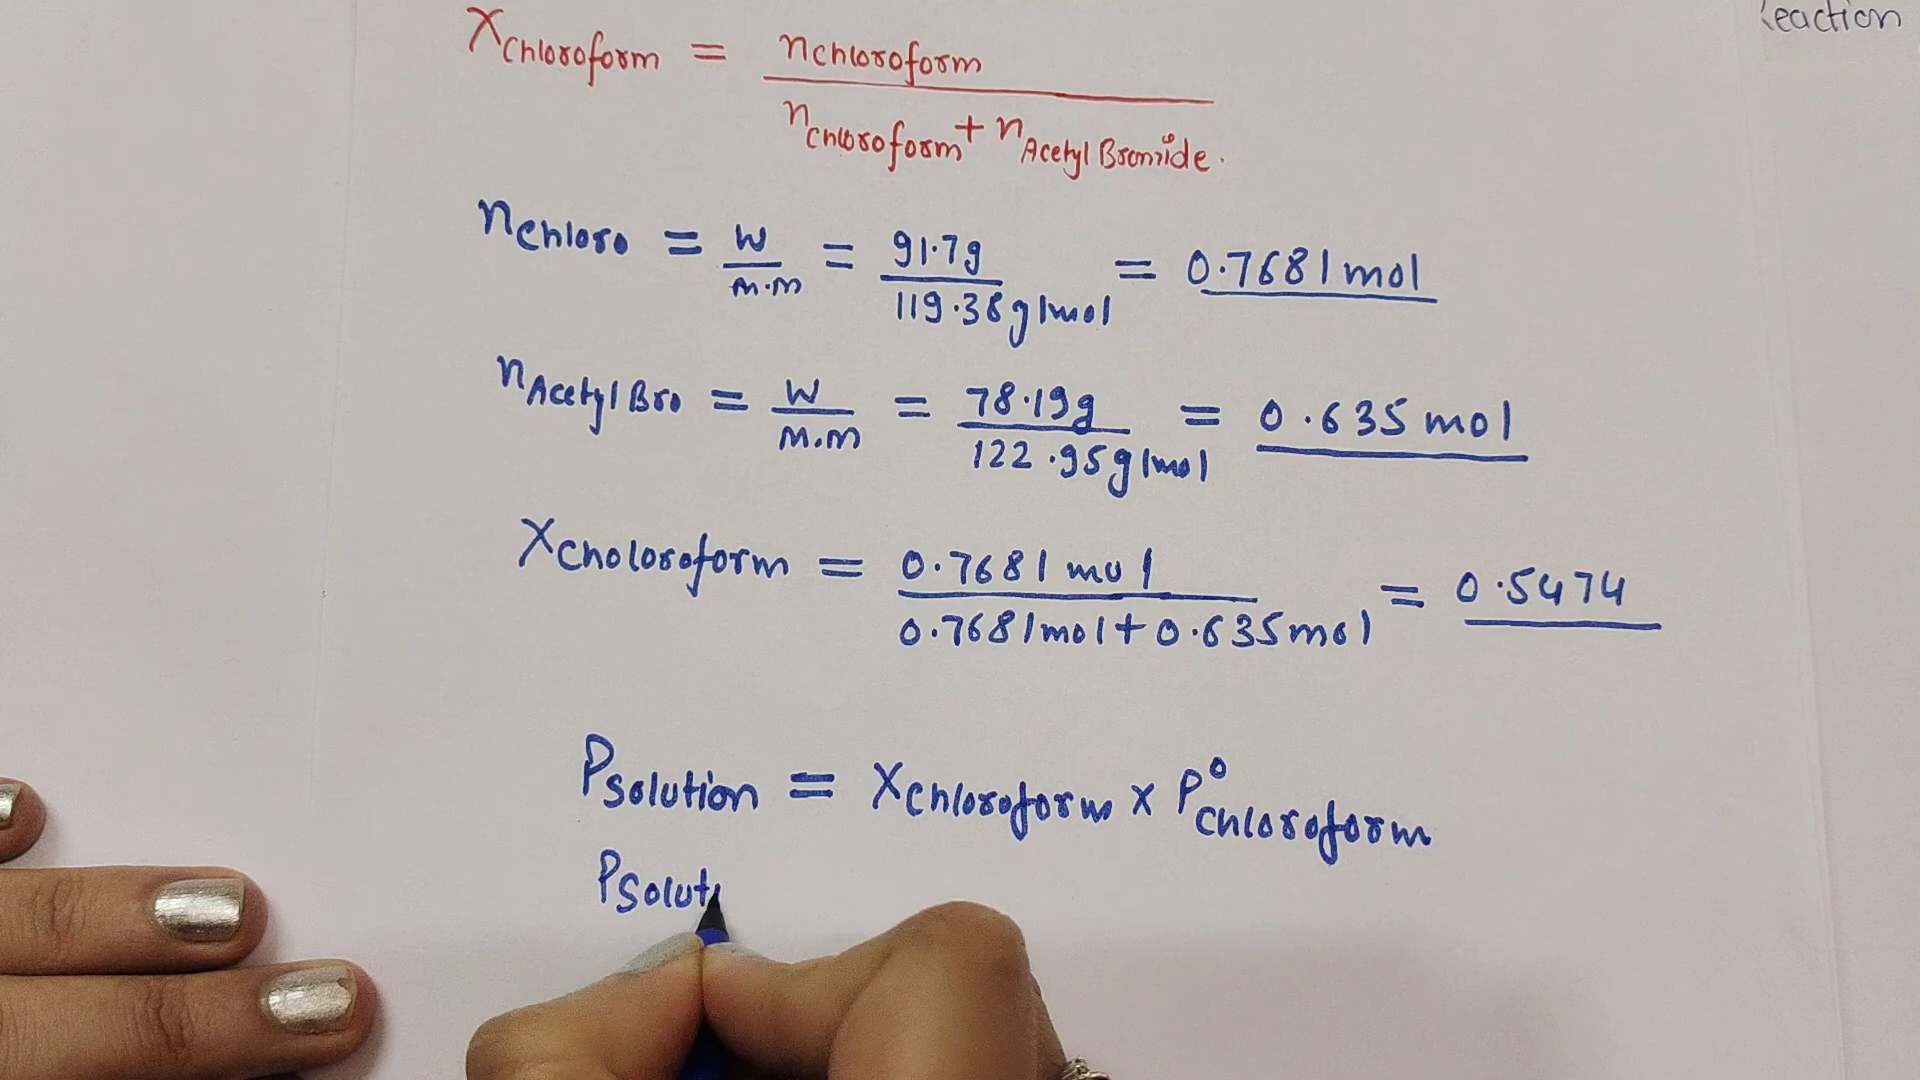 Reaction
Xchloroform = nchloroform / nchloroform + nAcetyl Bromide.
nchloro = W / m.m = 91.7g / 119.38g/mol = 0.7681 mol
nAcetyl Bro = W / m.m = 78.19g / 122.95g/mol = 0.635 mol
Xcholoroform = 0.7681 mol / 0.7681 mol + 0.635 mol = 0.5474
Psolution = Xchloroform x P°chloroform
Psolut